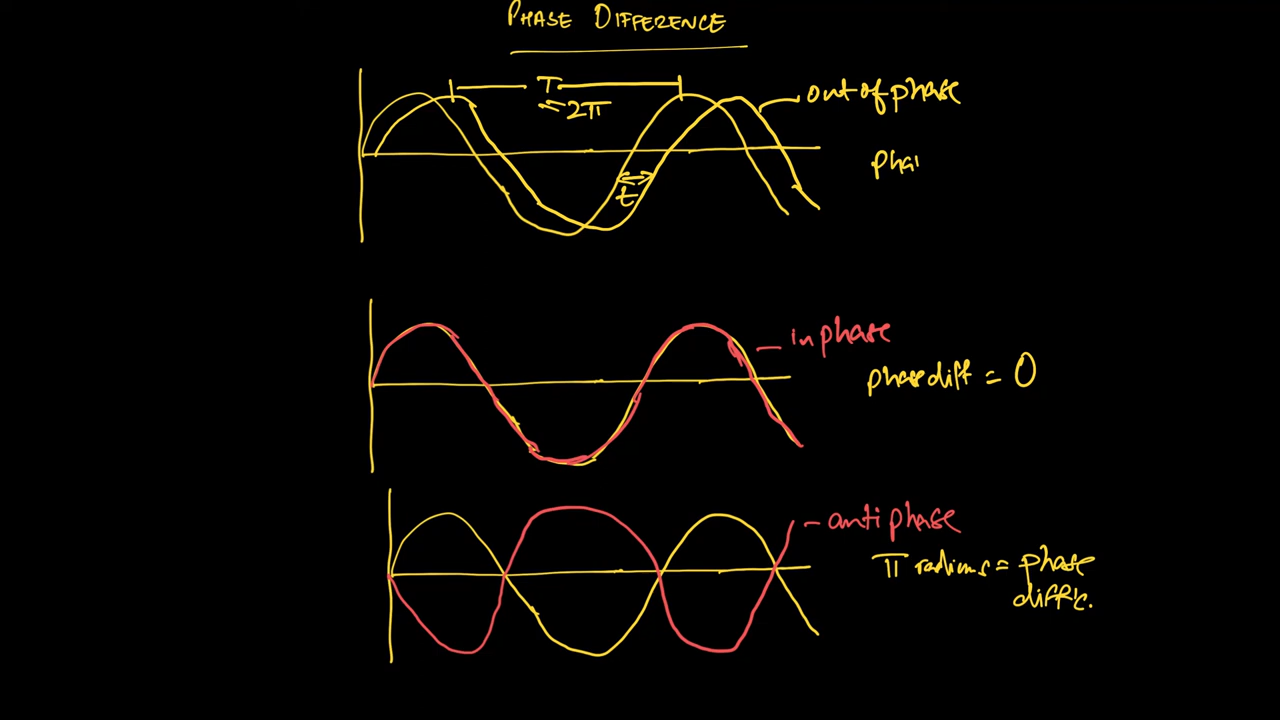 PHASE DIFFERENCE
T
2π
out of phase
pha
t
in phase
phase diff = 0
anti phase
π radians = phase
diff'c.